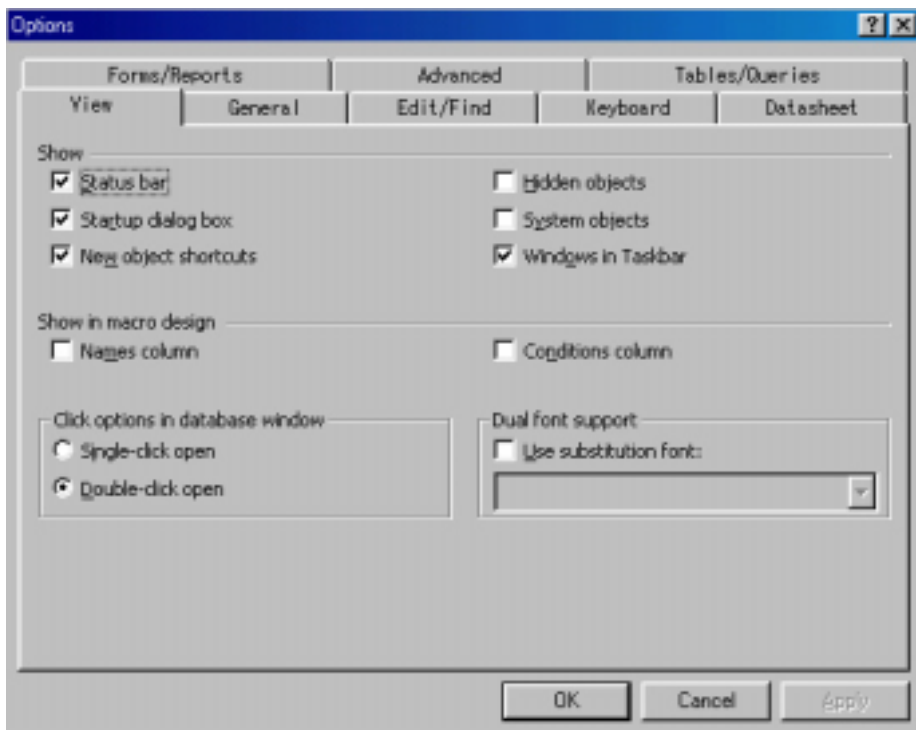 Options
Forms/Reports Advanced Tables/Queries
View General Edit/Find Keyboard Datasheet
Show
Status bar Hidden objects
Startup dialog box System objects
New object shortcuts Windows in Taskbar
Show in macro design
Names column Conditions column
Click options in database window Dual font support
Single-click open Use substitution font:
Double-click open
OK Cancel Apply